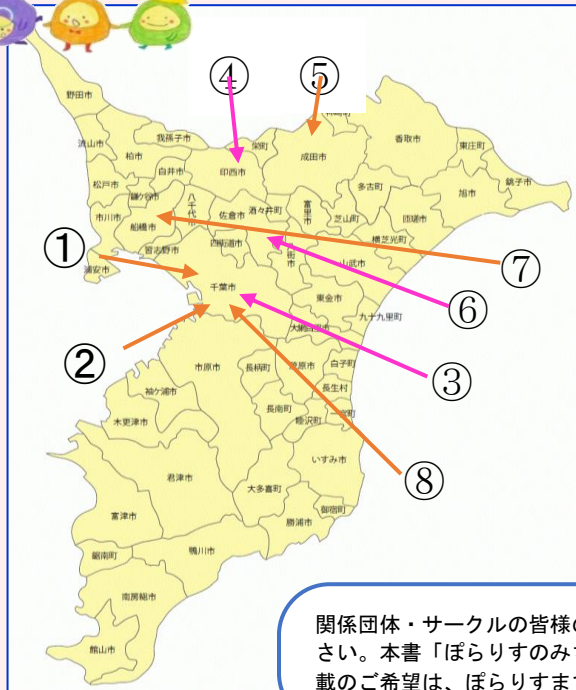 ④
⑤
野田市
流山市
柏市
我孫子市
栄町
香取市
東庄町
白井市
印西市
成田市
銚子市
松戸市
鎌ケ谷市
八千代市
佐倉市
酒々井町
富里市
多古町
旭市
芝山町
匝瑳市
市川市
船橋市
四街道市
横芝光町
習志野市
街市
山武市
①
浦安市
⑦
千葉市
東金市
⑥
九十九里町
②
市原市
長柄町
茂原市
白子町
③
袖ケ浦市
長生村
長南町
睦沢町
木更津市
いすみ市
⑧
君津市
大多喜町
御宿町
富津市
勝浦市
鋸南町
鴨川市
南房総市
館山市
関係団体・サークルの皆様の
さい。本書「ぽらりすのみち
載のご希望は、ぽらりすまで